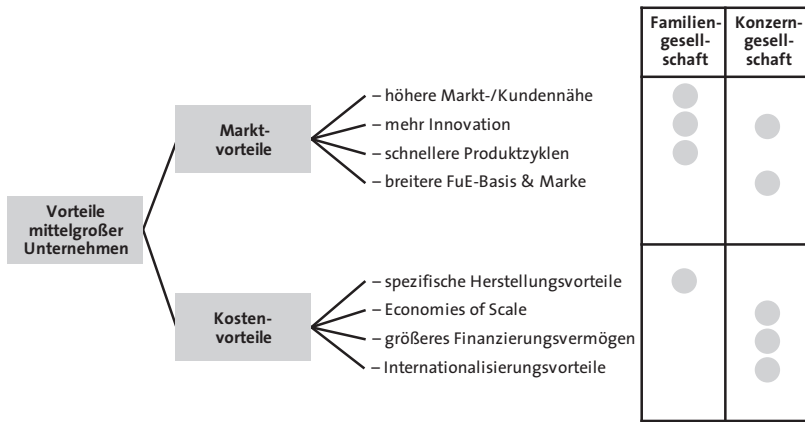 Familien-
gesell-
schaft
Konzern-
gesell-
schaft
Vorteile
mittelgroßer
Unternehmen
Markt-
vorteile
– höhere Markt-/Kundennähe
– mehr Innovation
– schnellere Produktzyklen
– breitere FuE-Basis & Marke
Kosten-
vorteile
– spezifische Herstellungsvorteile
– Economies of Scale
– größeres Finanzierungsvermögen
– Internationalisierungsvorteile